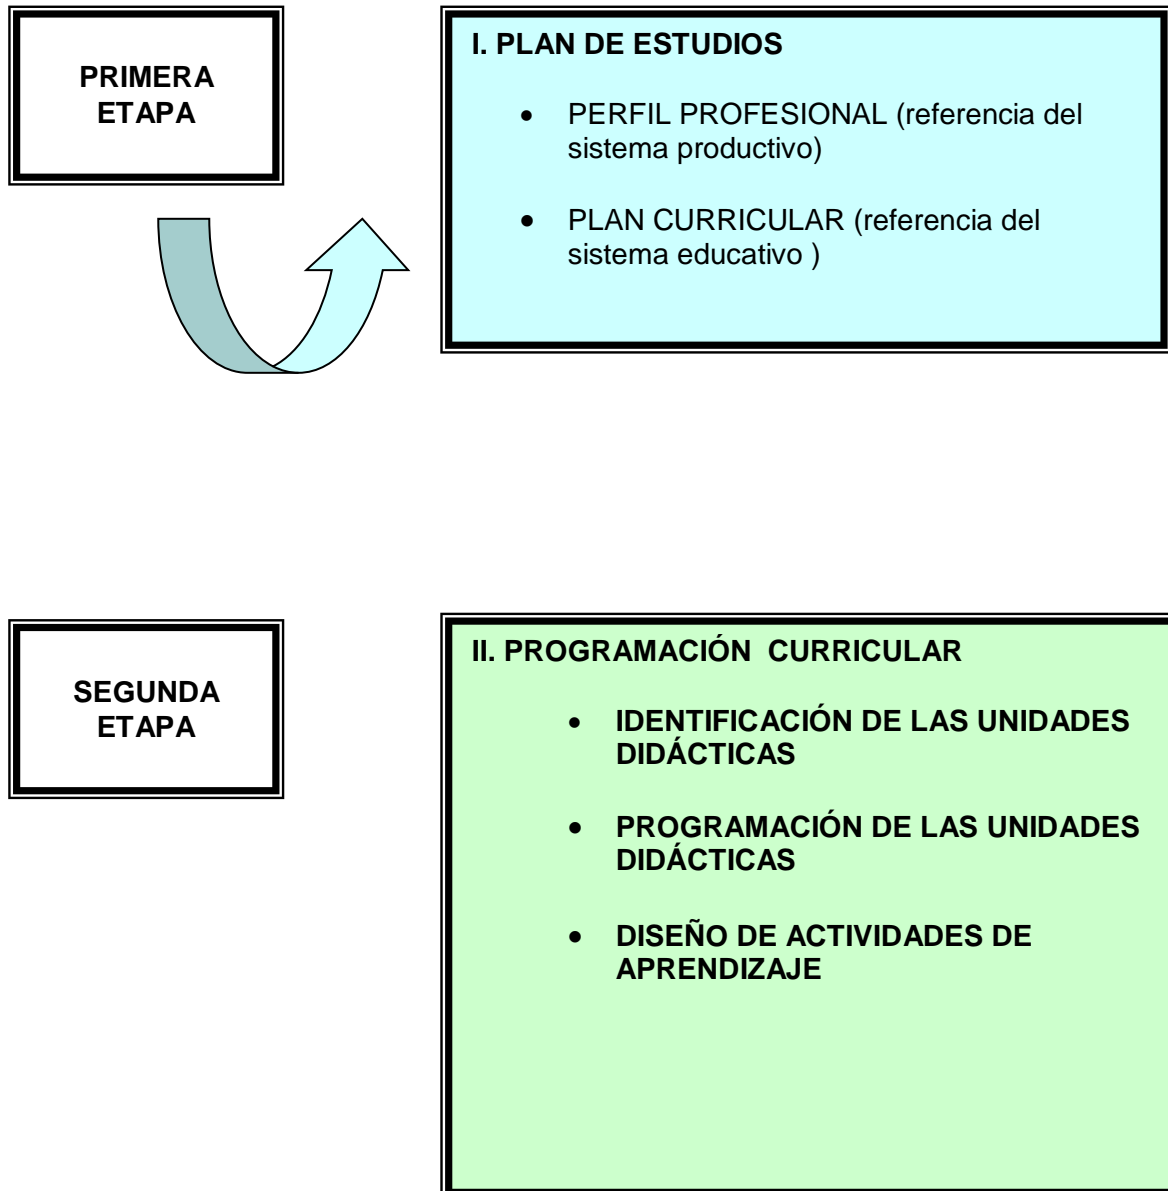 PRIMERA
ETAPA
I. PLAN DE ESTUDIOS
• PERFIL PROFESIONAL (referencia del
sistema productivo)
• PLAN CURRICULAR (referencia del
sistema educativo )
SEGUNDA
ETAPA
II. PROGRAMACIÓN CURRICULAR
• IDENTIFICACIÓN DE LAS UNIDADES
DIDÁCTICAS
• PROGRAMACIÓN DE LAS UNIDADES
DIDÁCTICAS
• DISEÑO DE ACTIVIDADES DE
APRENDIZAJE